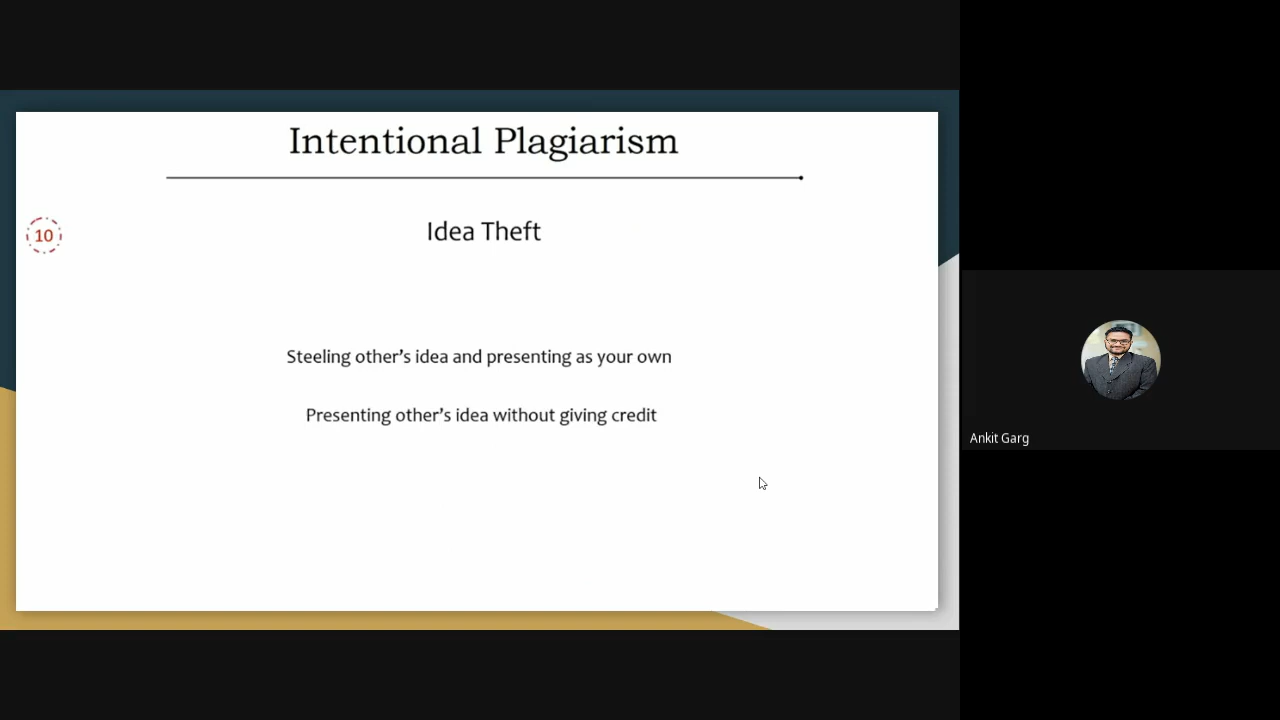 Intentional Plagiarism
10
Idea Theft
Steeling other’s idea and presenting as your own
Presenting other’s idea without giving credit
Ankit Garg